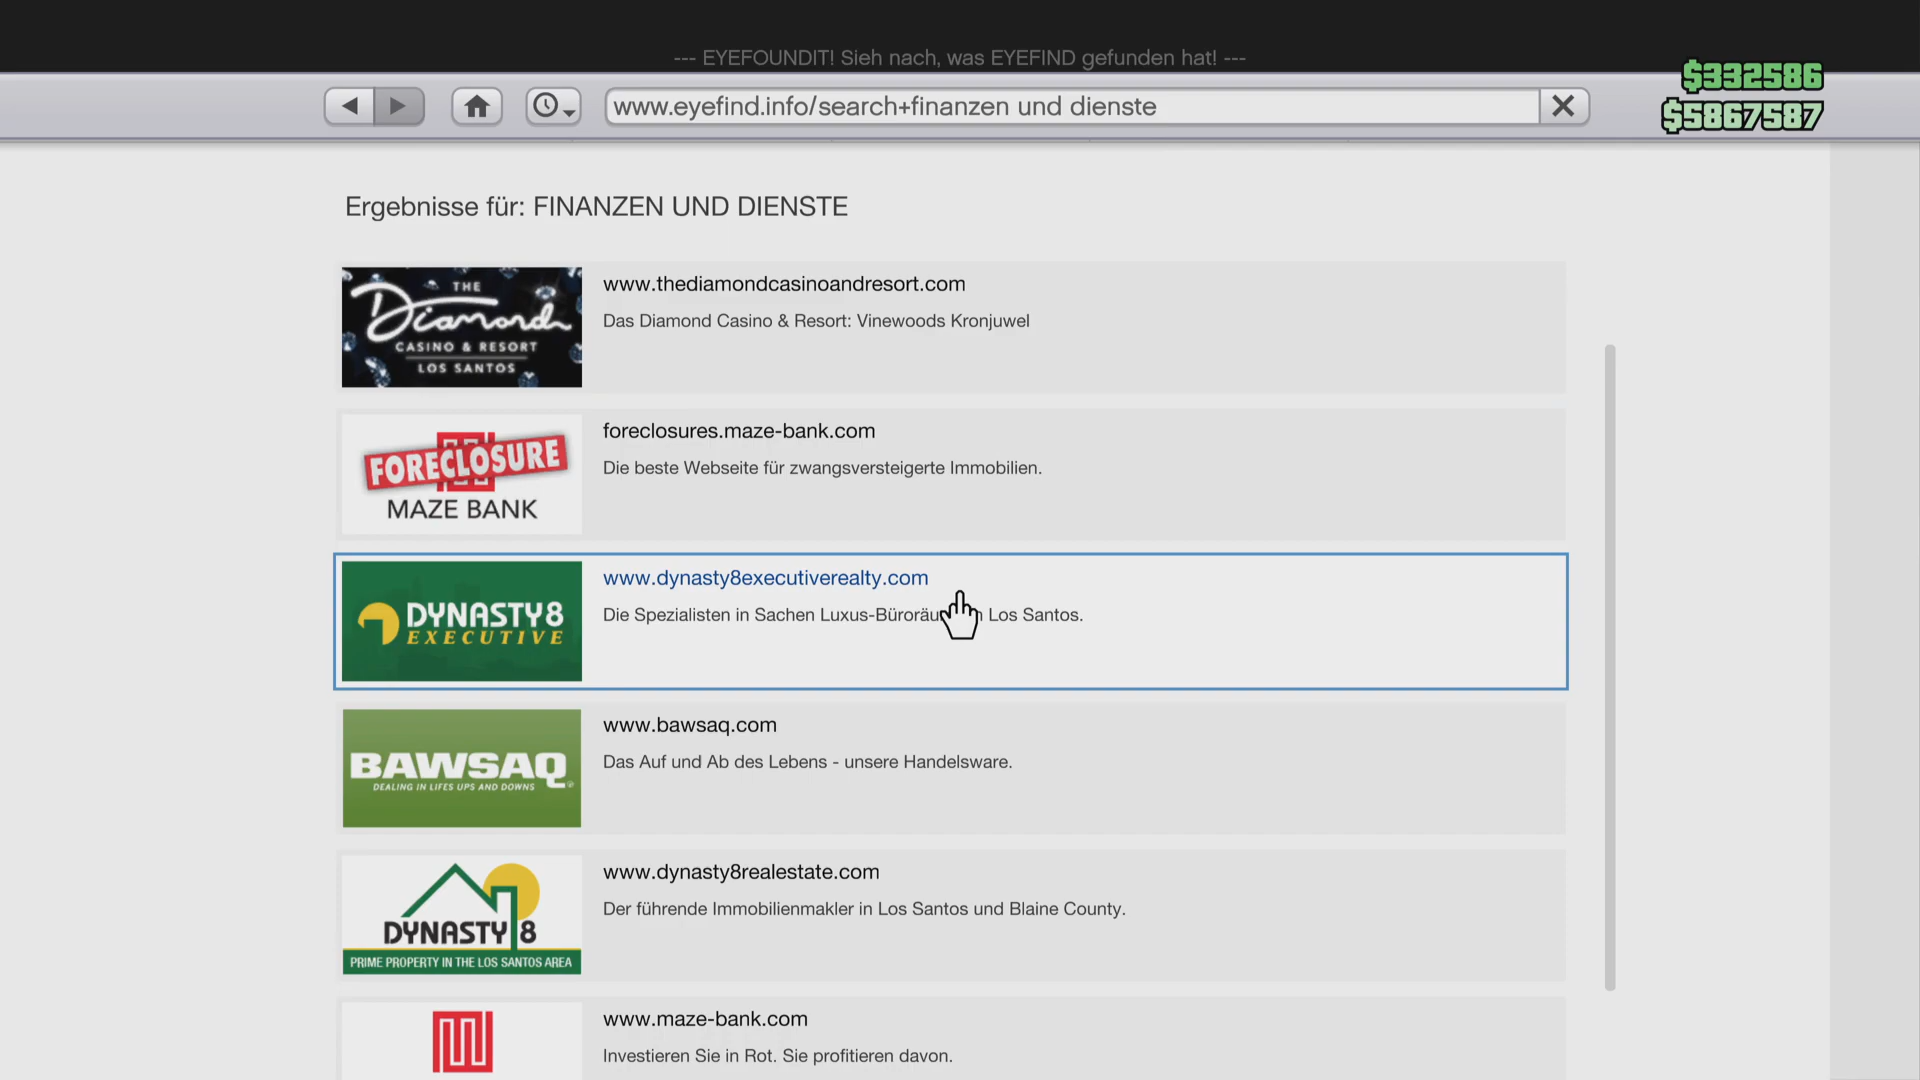 --- EYEFOUNDIT! Sieh nach, was EYEFIND gefunden hat! ---
$332586
www.eyefind.info/search+finanzen und dienste
$5867587
Ergebnisse für: FINANZEN UND DIENSTE
THE
Diamond
CASINO & RESORT
LOS SANTOS
www.thediamondcasinoandresort.com
Das Diamond Casino & Resort: Vinewoods Kronjuwel
FORECLOSURE
MAZE BANK
foreclosures.maze-bank.com
Die beste Webseite für zwangsversteigerte Immobilien.
DYNASTY8
EXECUTIVE
www.dynasty8executiverealty.com
Die Spezialisten in Sachen Los Santos.
BAWSAQ
DEALING IN LIFES UPS AND DOWNS
www.bawsaq.com
Das Auf und Ab des Lebens - unsere Handelsware.
DYNASTY 8
PRIME PROPERTY IN THE LOS SANTOS AREA
www.dynasty8realestate.com
Der führende Immobilienmakler in Los Santos und Blaine County.
www.maze-bank.com
Investieren Sie in Rot. Sie profitieren davon.